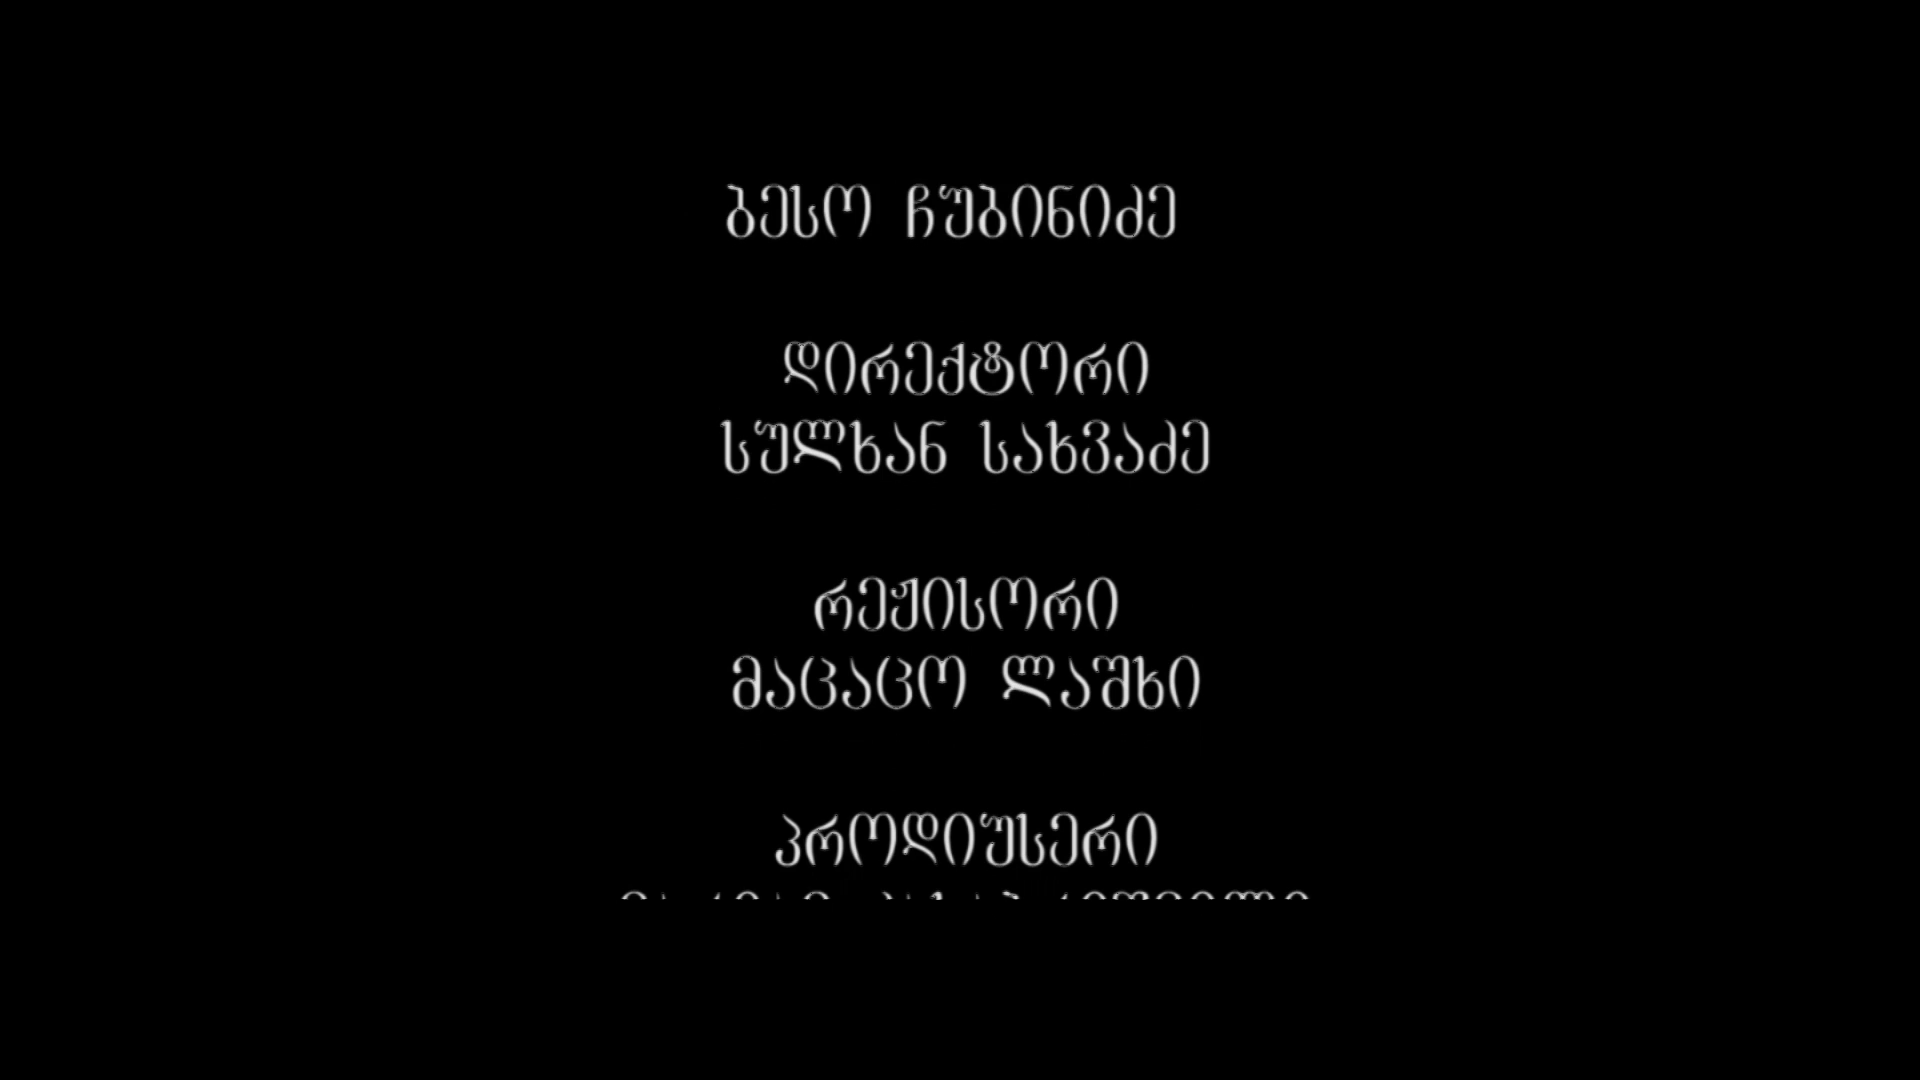 ბესო ჩუბინიძე
დირექტორი
სულხან სახვაძე
რეჟისორი
მაცაცო ლაშხი
პროდიუსერი